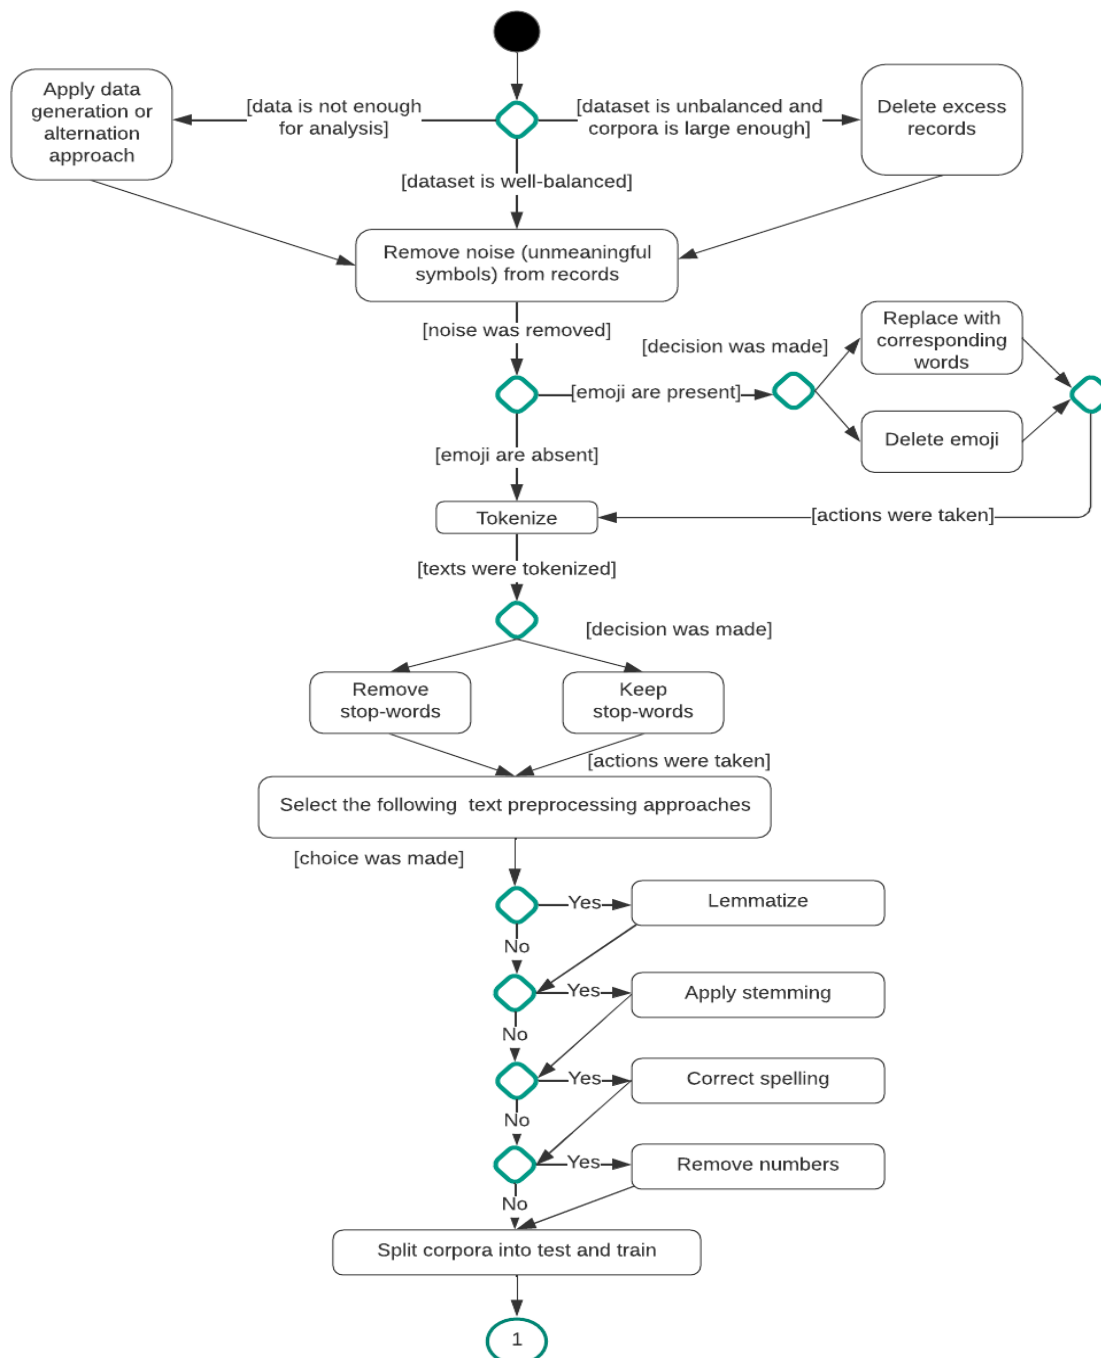 Apply data
generation or
alternation
approach
[data is not enough
for analysis]
[dataset is unbalanced and
corpora is large enough]
Delete excess
records
[dataset is well-balanced]
Remove noise (unmeaningful
symbols) from records
[noise was removed]
[decision was made]
Replace with
corresponding
words
[emoji are present]
Delete emoji
[emoji are absent]
Tokenize
[actions were taken]
[texts were tokenized]
[decision was made]
Remove
stop-words
Keep
stop-words
[actions were taken]
Select the following  text preprocessing approaches
[choice was made]
Yes
Lemmatize
No
Yes
Apply stemming
No
Yes
Correct spelling
No
Yes
Remove numbers
No
Split corpora into test and train
1